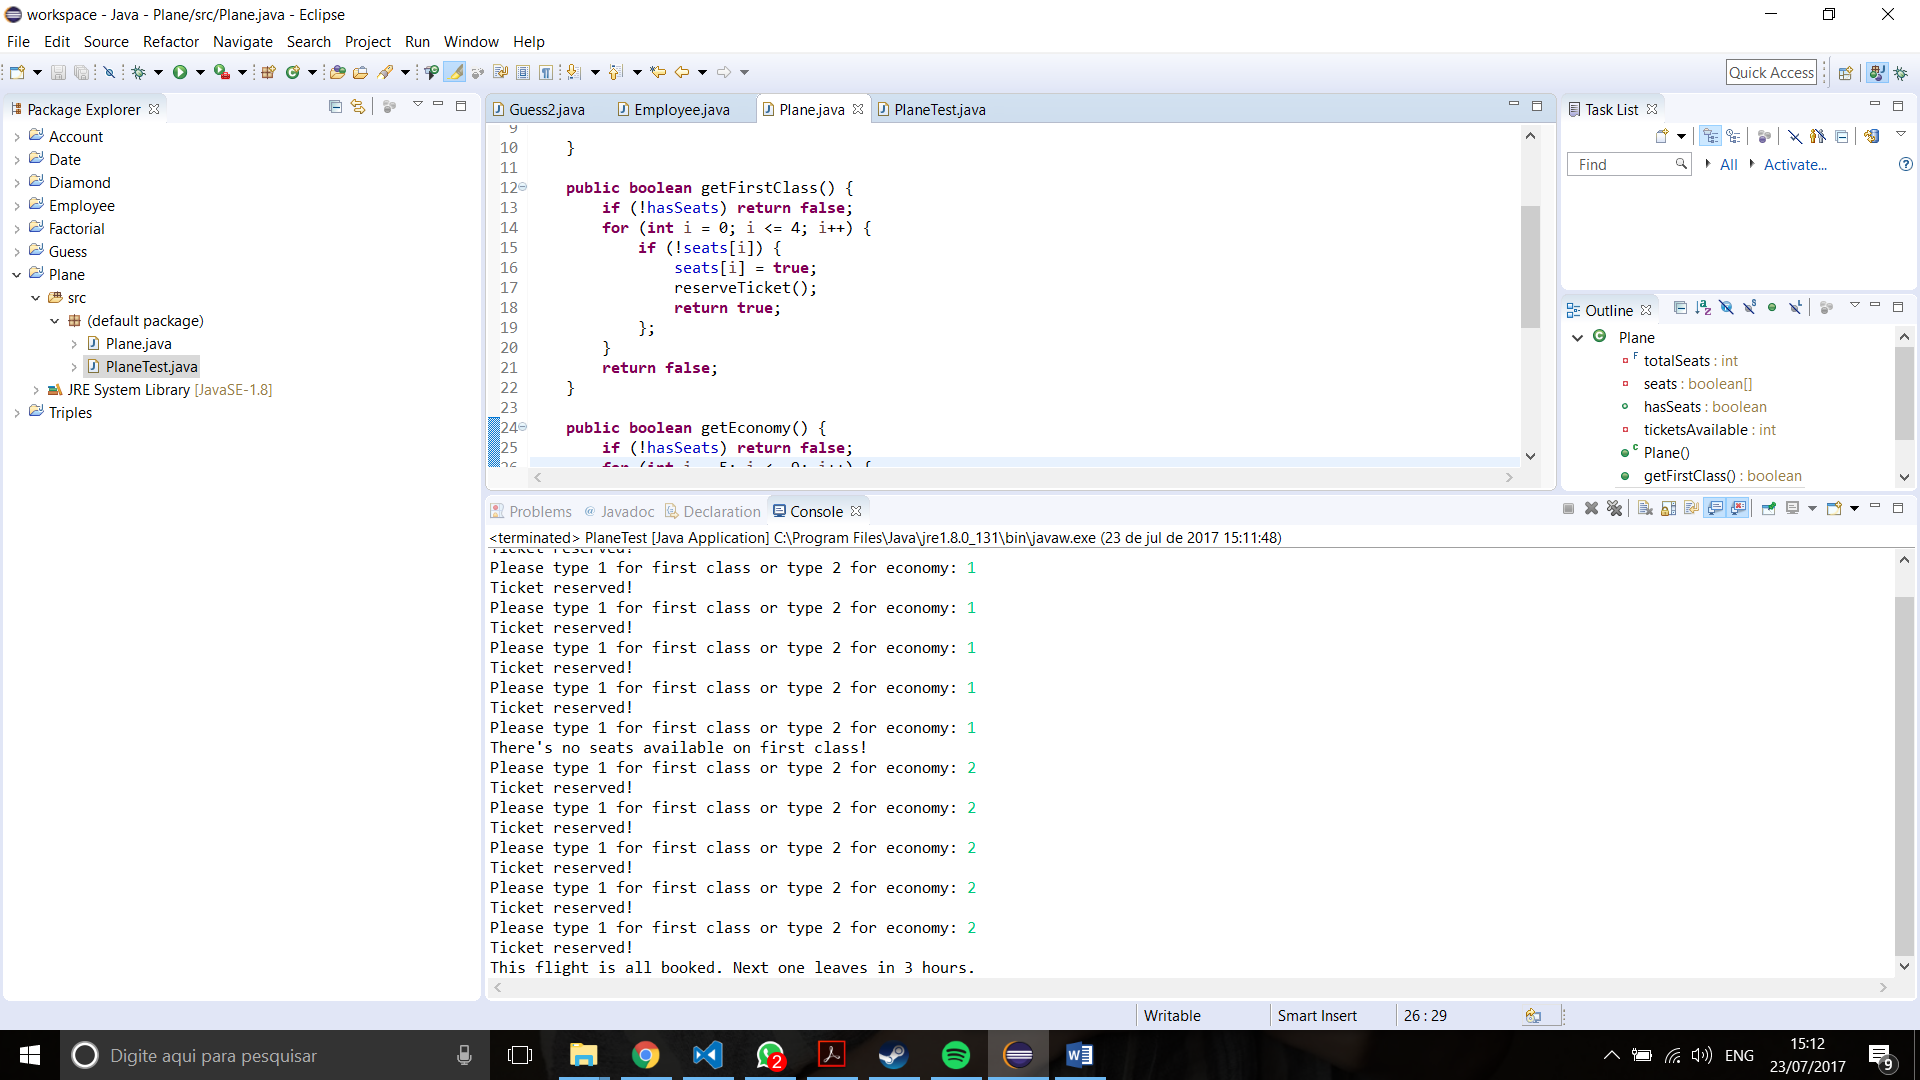 workspace - Java - Plane/src/Plane.java - Eclipse
File Edit Source Refactor Navigate Search Project Run Window Help
Quick Access
Package Explorer
Account
Date
Diamond
Employee
Factorial
Guess
Plane
src
(default package)
Plane.java
PlaneTest.java
JRE System Library [JavaSE-1.8]
Triples
Guess2.java Employee.java Plane.java PlaneTest.java
9
10 }
11
12 public boolean getFirstClass() {
13 if (!hasSeats) return false;
14 for (int i = 0; i <= 4; i++) {
15 if (!seats[i]) {
16 seats[i] = true;
17 reserveTicket();
18 return true;
19 };
20 }
21 return false;
22 }
23
24 public boolean getEconomy() {
25 if (!hasSeats) return false;
26 for (int i = 5; i <= 9; i++) {
Task List
Find All Activate...
Outline
Plane
totalSeats : int
seats : boolean[]
hasSeats : boolean
ticketsAvailable : int
Plane()
getFirstClass() : boolean
Problems @ Javadoc Declaration Console
<terminated> PlaneTest [Java Application] C:\Program Files\Java\jre1.8.0_131\bin\javaw.exe (23 de jul de 2017 15:11:48)
Ticket reserved!
Please type 1 for first class or type 2 for economy: 1
Ticket reserved!
Please type 1 for first class or type 2 for economy: 1
Ticket reserved!
Please type 1 for first class or type 2 for economy: 1
Ticket reserved!
Please type 1 for first class or type 2 for economy: 1
Ticket reserved!
Please type 1 for first class or type 2 for economy: 1
There's no seats available on first class!
Please type 1 for first class or type 2 for economy: 2
Ticket reserved!
Please type 1 for first class or type 2 for economy: 2
Ticket reserved!
Please type 1 for first class or type 2 for economy: 2
Ticket reserved!
Please type 1 for first class or type 2 for economy: 2
Ticket reserved!
Please type 1 for first class or type 2 for economy: 2
Ticket reserved!
This flight is all booked. Next one leaves in 3 hours.
Writable Smart Insert 26 : 29
Digite aqui para pesquisar
2
ENG
15:12
23/07/2017
9